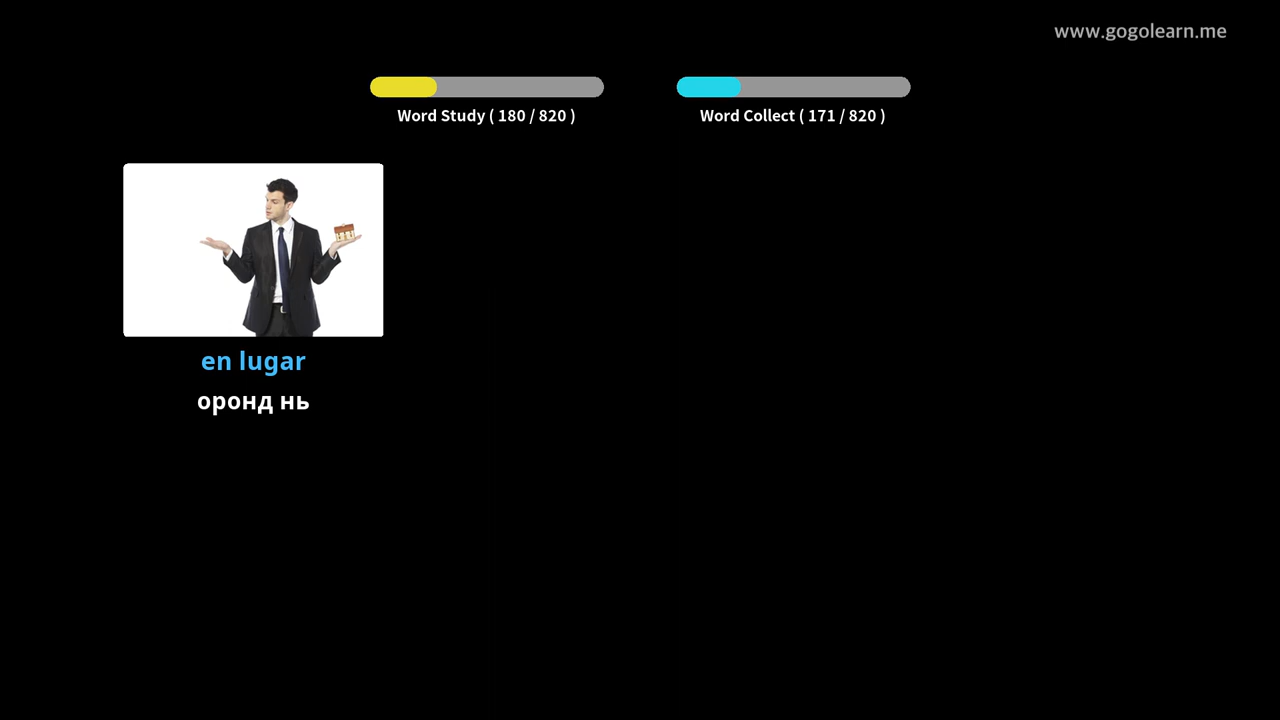 www.gogolearn.me
Word Study ( 180 / 820 )
Word Collect ( 171 / 820 )
en lugar
оронд нь